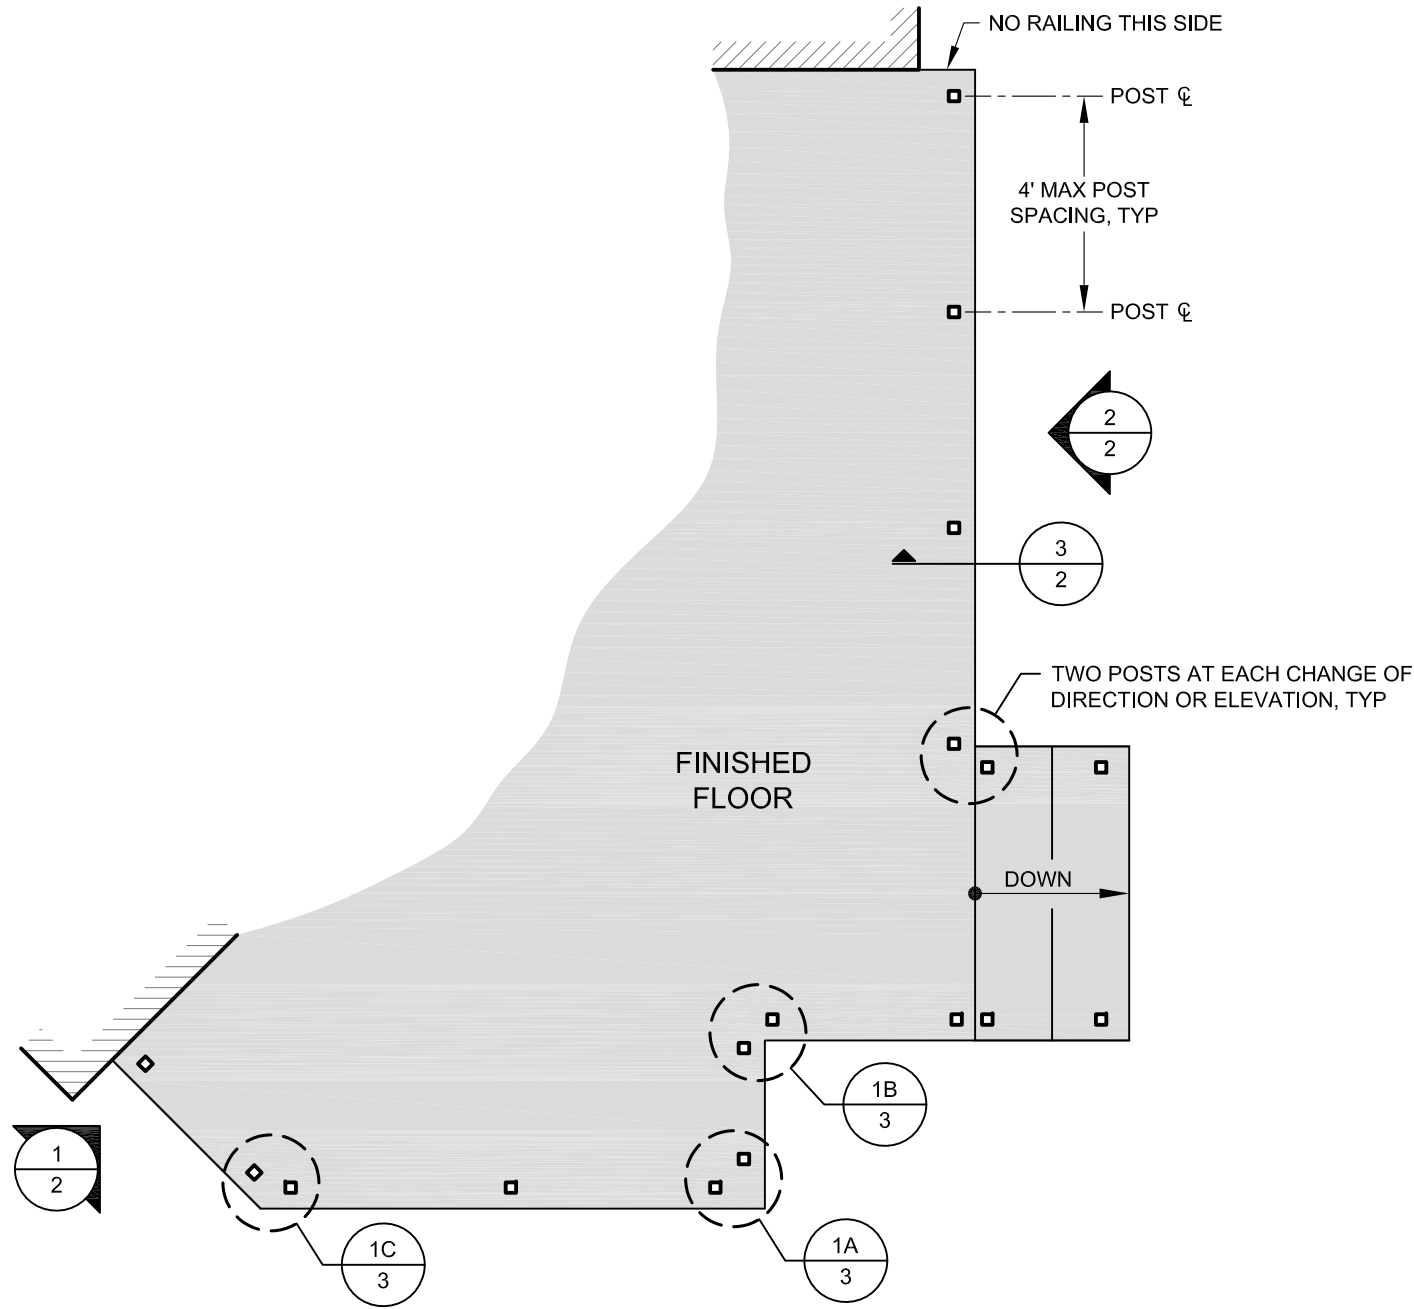 NO RAILING THIS SIDE
POST ℄
4' MAX POST
SPACING, TYP
POST ℄
2
2
3
2
TWO POSTS AT EACH CHANGE OF
DIRECTION OR ELEVATION, TYP
FINISHED
FLOOR
DOWN
1B
3
1
2
1C
3
1A
3